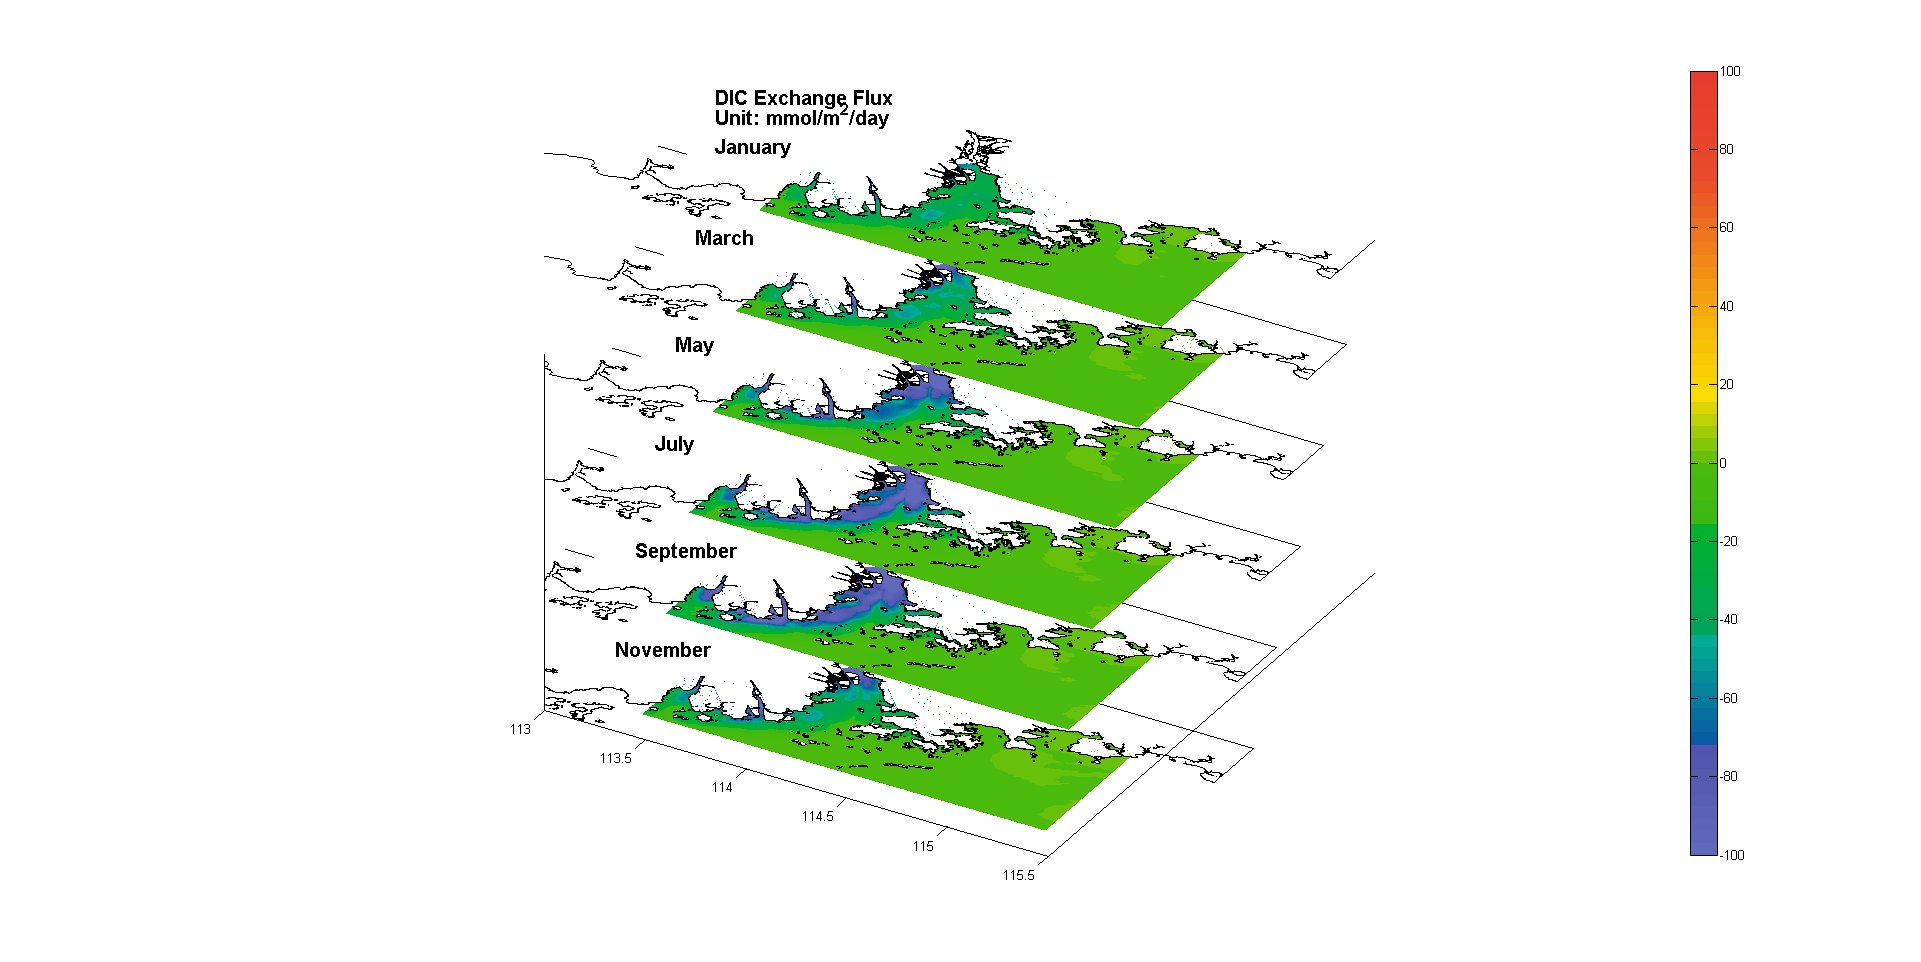 DIC Exchange Flux
Unit: mmol/m²/day
January
March
May
July
September
November
113
113.5
114
114.5
115
115.5
100
80
60
40
20
0
-20
-40
-60
-80
-100